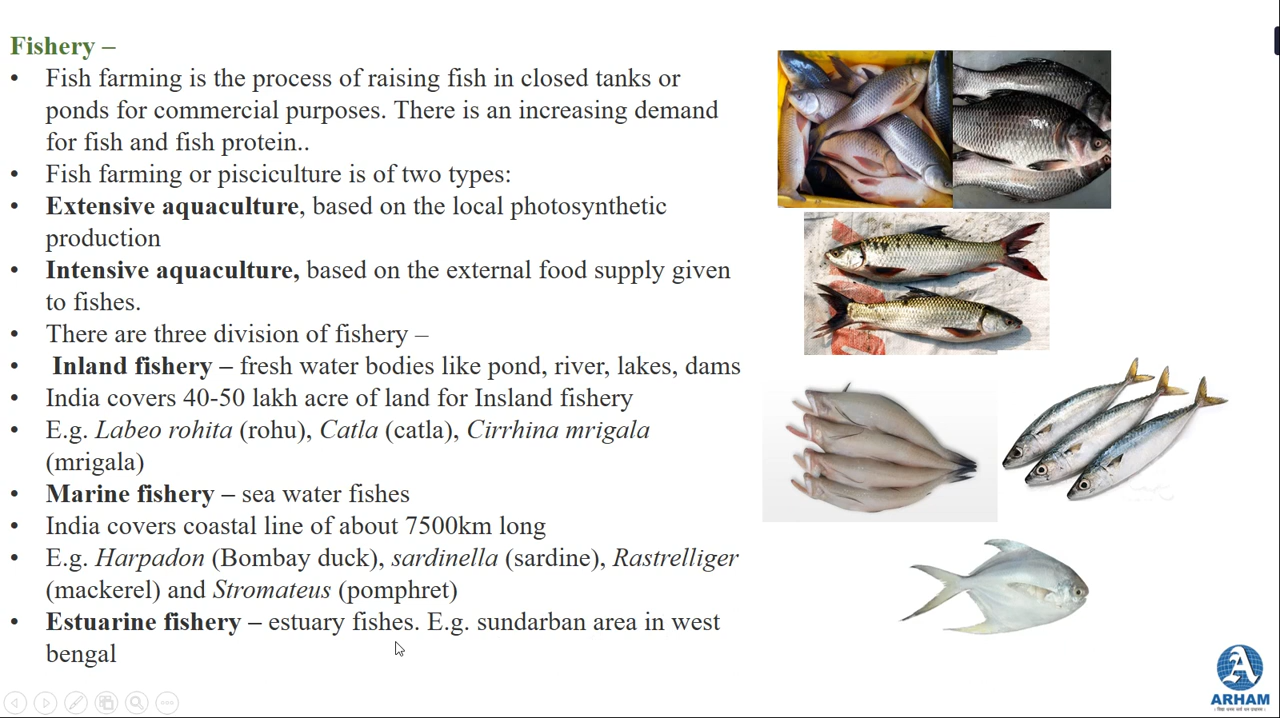 Fishery –
• Fish farming is the process of raising fish in closed tanks or
ponds for commercial purposes. There is an increasing demand
for fish and fish protein..
• Fish farming or pisciculture is of two types:
• Extensive aquaculture, based on the local photosynthetic
production
• Intensive aquaculture, based on the external food supply given
to fishes.
• There are three division of fishery –
• Inland fishery – fresh water bodies like pond, river, lakes, dams
• India covers 40-50 lakh acre of land for Insland fishery
• E.g. Labeo rohita (rohu), Catla (catla), Cirrhina mrigala
(mrigala)
• Marine fishery – sea water fishes
• India covers coastal line of about 7500km long
• E.g. Harpadon (Bombay duck), sardinella (sardine), Rastrelliger
(mackerel) and Stromateus (pomphret)
• Estuarine fishery – estuary fishes. E.g. sundarban area in west
bengal
ARHAM